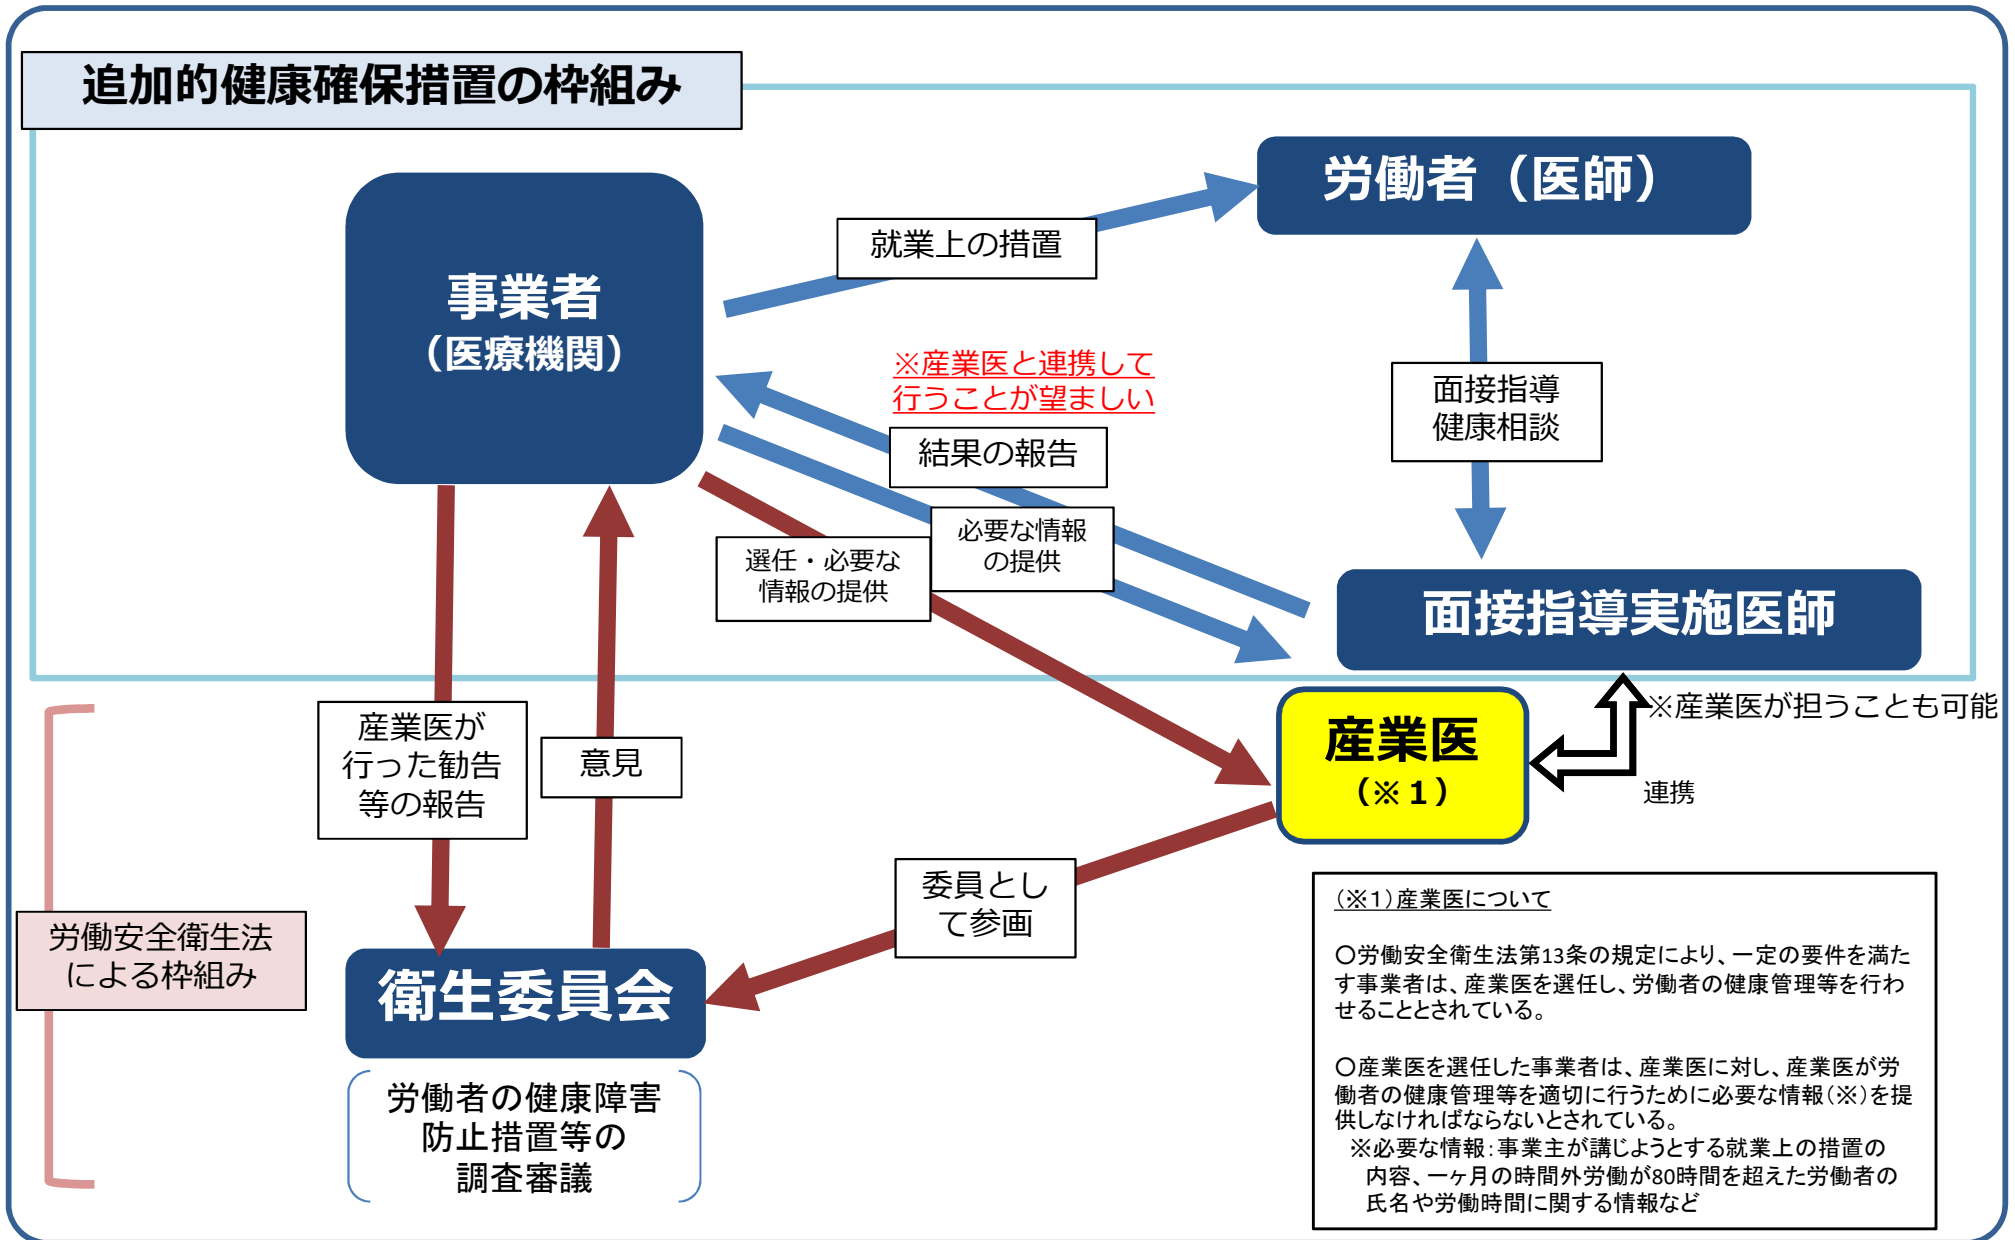 追加的健康確保措置の枠組み
労働者（医師）
事業者
（医療機関）
就業上の措置
※産業医と連携して
行うことが望ましい
結果の報告
面接指導
健康相談
必要な情報
の提供
選任・必要な
情報の提供
面接指導実施医師
産業医
（※１）
※産業医が担うことも可能
連携
産業医が
行った勧告
等の報告
意見
委員とし
て参画
労働安全衛生法
による枠組み
衛生委員会
労働者の健康障害
防止措置等の
調査審議
（※１）産業医について
○労働安全衛生法第13条の規定により、一定の要件を満た
す事業者は、産業医を選任し、労働者の健康管理等を行わ
せることとされている。
○産業医を選任した事業者は、産業医に対し、産業医が労
働者の健康管理等を適切に行うために必要な情報（※）を提
供しなければならないとされている。
※必要な情報：事業主が講じようとする就業上の措置の
内容、一ヶ月の時間外労働が80時間を超えた労働者の
氏名や労働時間に関する情報など